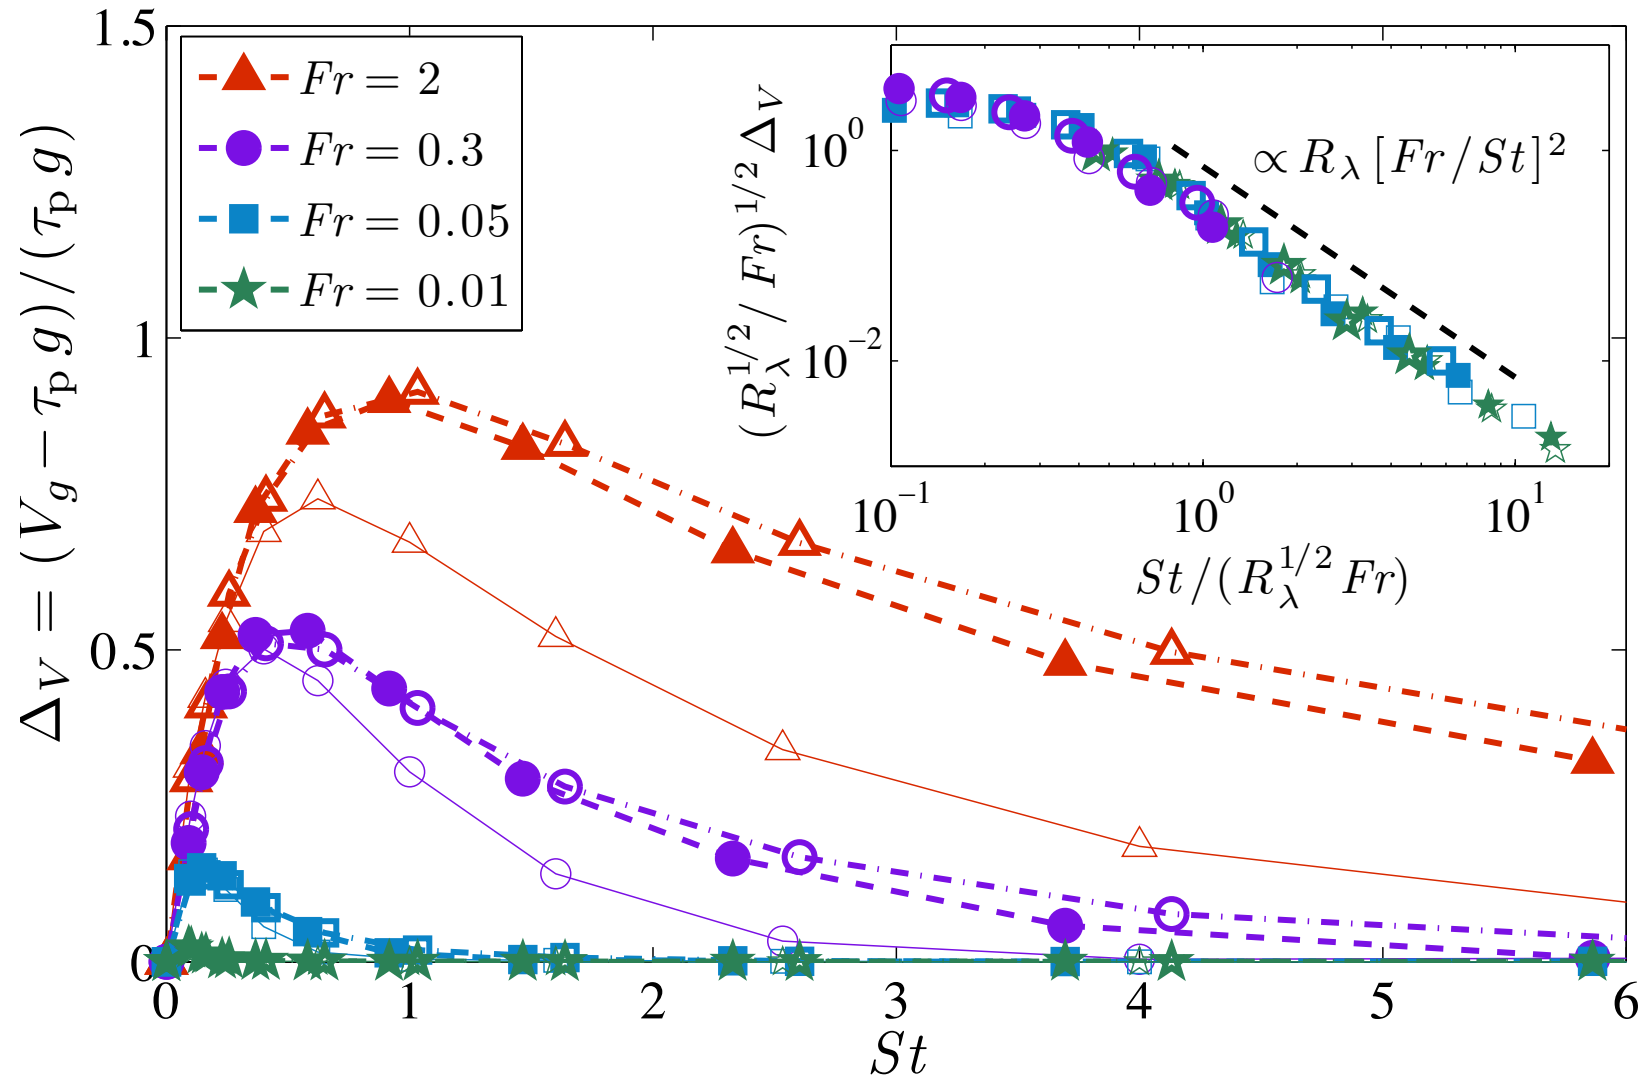 1.5
1
0.5
0
Δ_V = (V_g − τ_p g) / (τ_p g)
Fr = 2
Fr = 0.3
Fr = 0.05
Fr = 0.01
0 1 2 3 4 5 6
St
(R_λ^{1/2} / Fr)^{1/2} Δ_V
10^0
10^{−2}
∝ R_λ [Fr/St]^2
10^{−1} 10^0 10^1
St/(R_λ^{1/2} Fr)